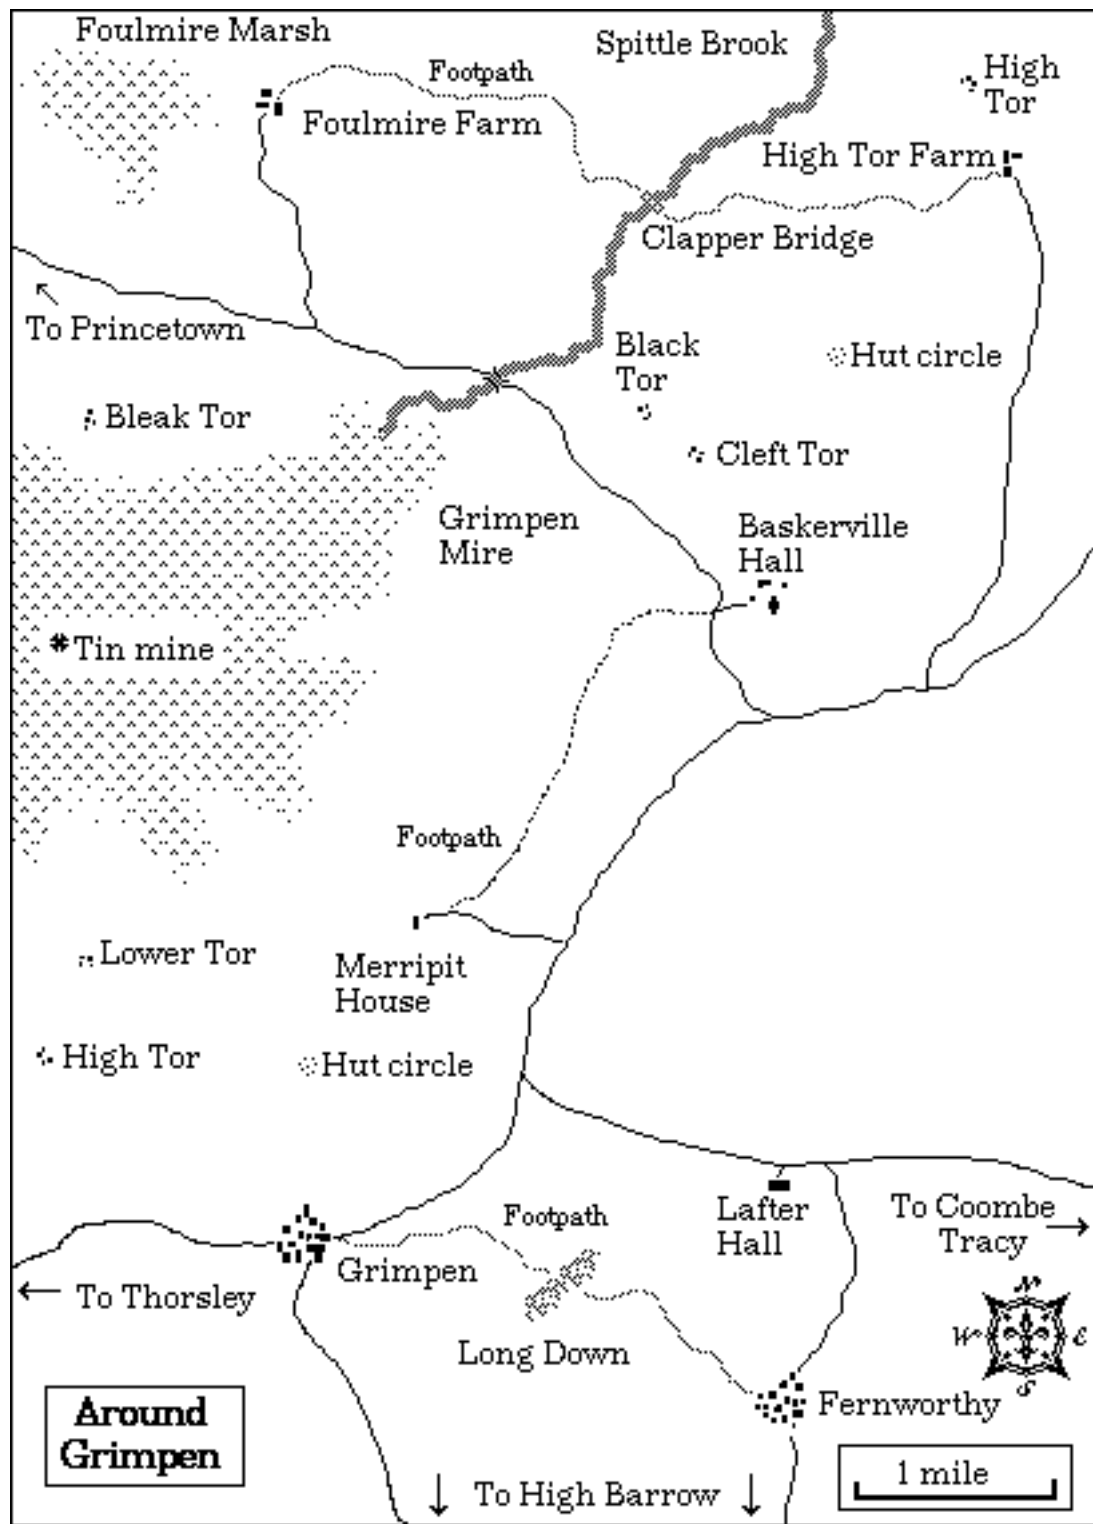 Foulmire Marsh
Spittle Brook
Footpath
High
Tor
Foulmire Farm
High Tor Farm
Clapper Bridge
To Princetown
Black
Tor
Hut circle
Bleak Tor
Cleft Tor
Grimpen
Mire
Baskerville
Hall
Tin mine
Footpath
Lower Tor
Merripit
House
High Tor
Hut circle
Footpath
Lafter
Hall
To Coombe
Tracy
Grimpen
To Thorsley
N
W
E
S
Long Down
Fernworthy
Around
Grimpen
1 mile
To High Barrow